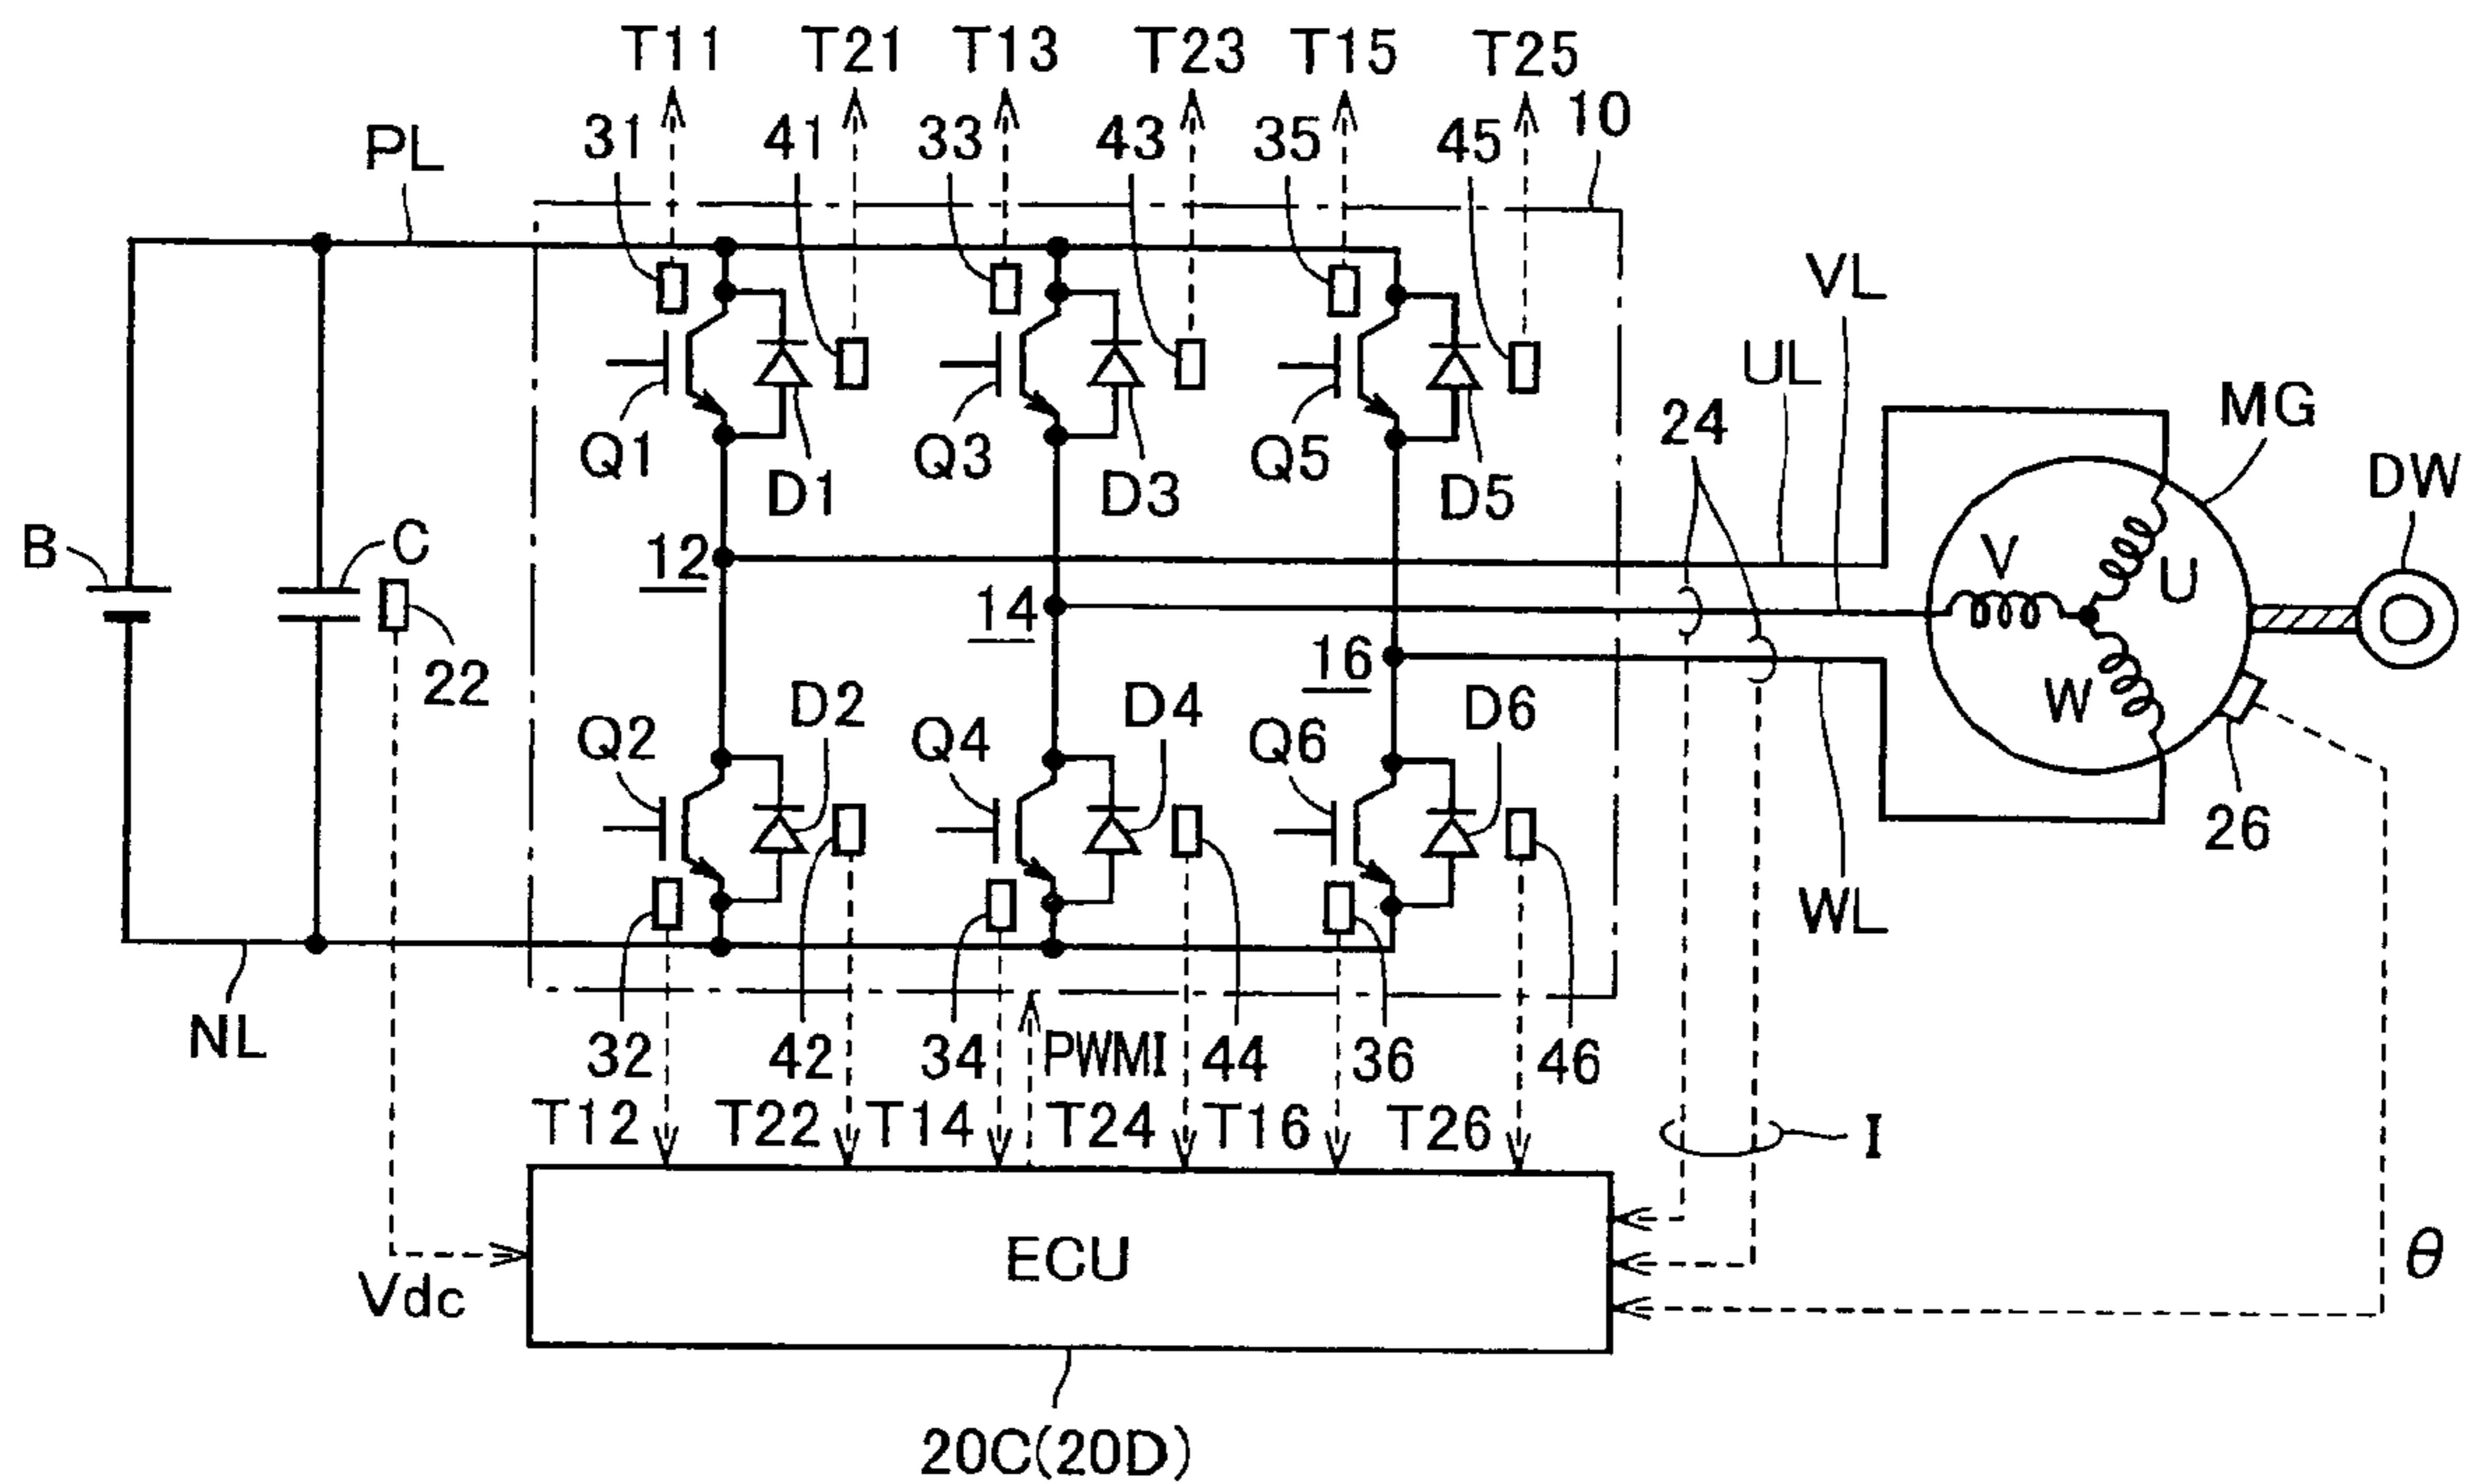 T11 T21 T13 T23 T15 T25
10
31 41 33 43 35 45
PL
VL
UL
MG
24
DW
Q1 D1 Q3 D3 Q5 D5
B
C
12
V
U
14
16
22
W
D2 D4 D6
Q2 Q4 Q6
26
WL
NL
32 42 34 PWMI 44 36 46
T12 T22 T14 T24 T16 T26
I
ECU
θ
Vdc
20C(20D)